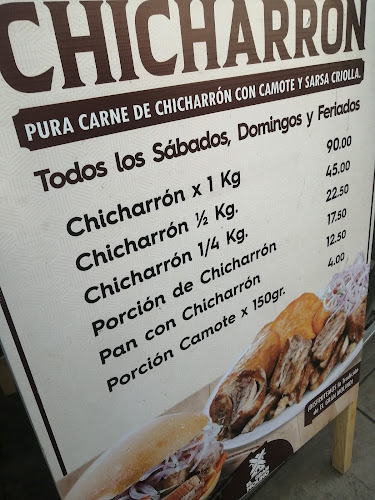 CHICHARRÓN
PURA CARNE DE CHICHARRÓN CON CAMOTE Y SARSA CRIOLLA.
Todos los Sábados, Domingos y Feriados
Chicharrón x 1 Kg 90.00
Chicharrón ½ Kg. 45.00
Chicharrón 1/4 Kg. 22.50
Porción de Chicharrón 17.50
Pan con Chicharrón 12.50
Porción Camote x 150gr. 4.00